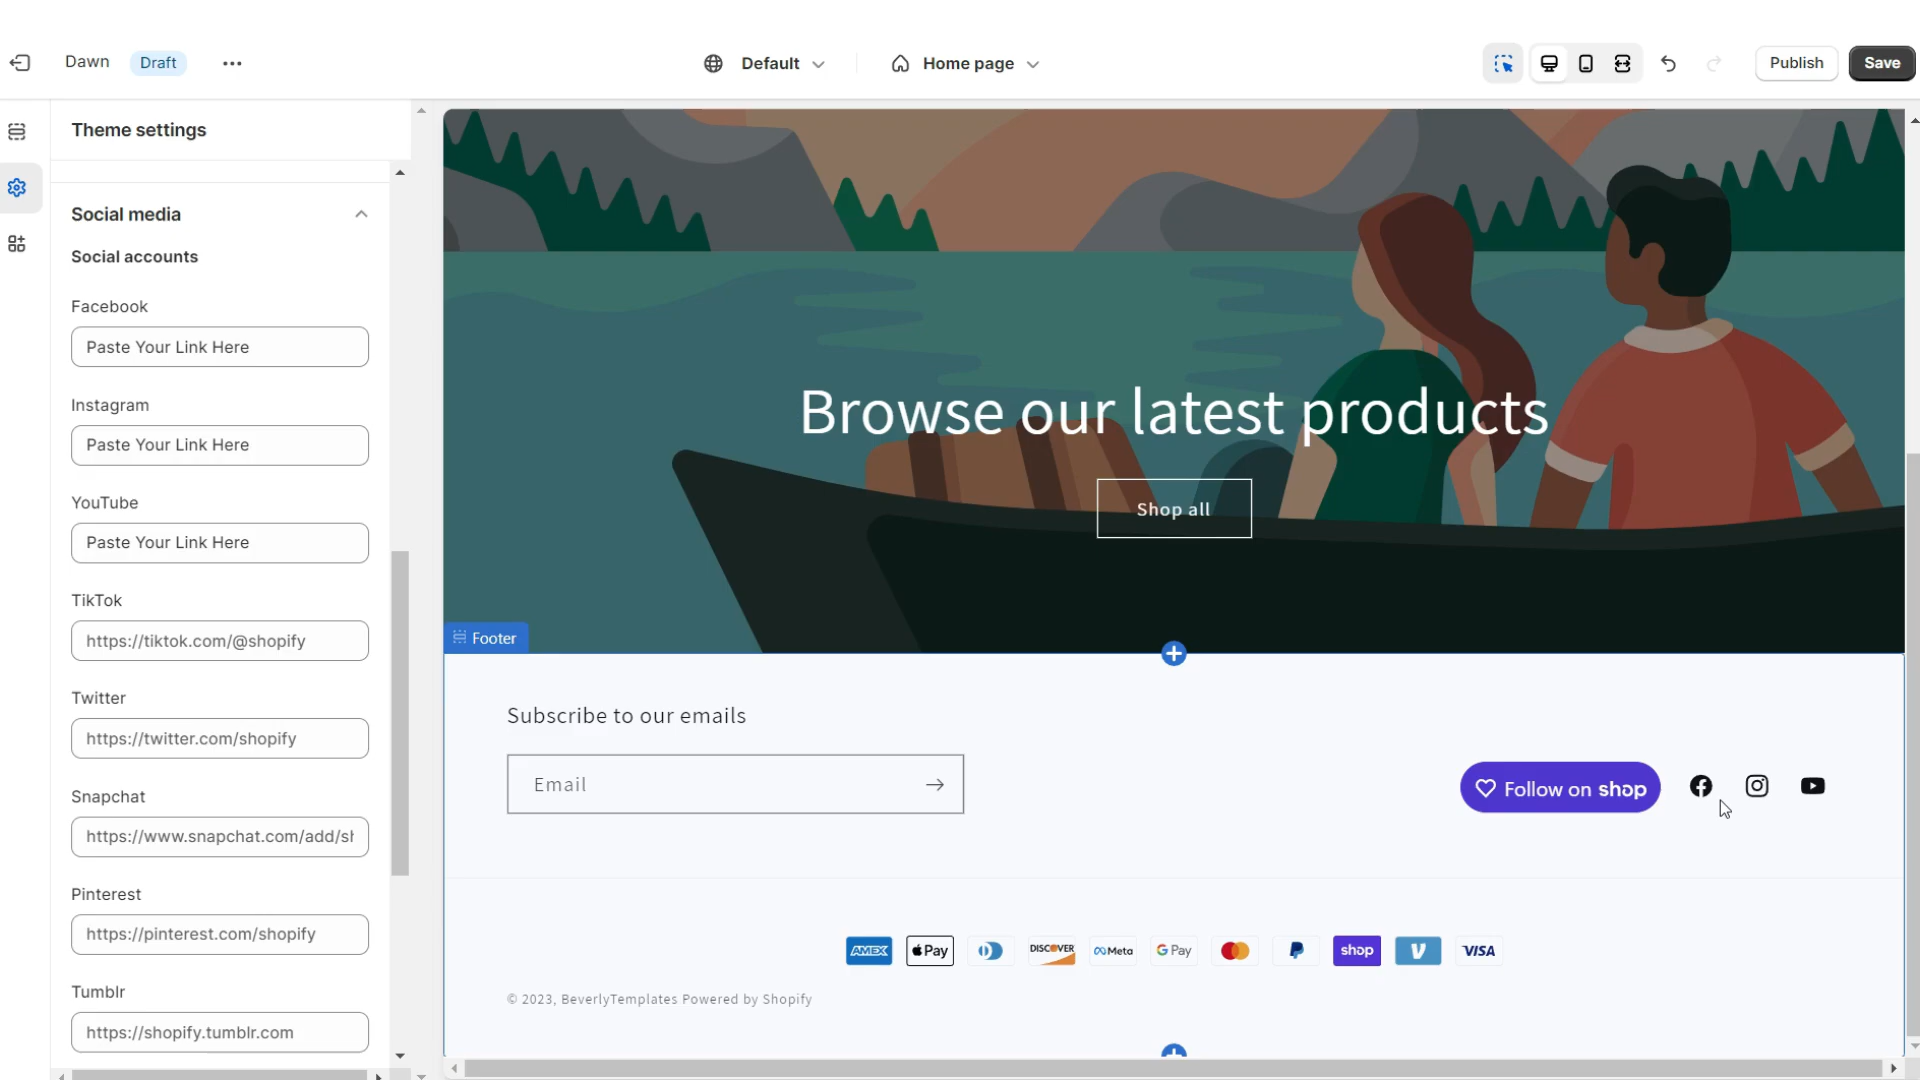 Dawn
Draft
Default
Home page
Publish
Save
Theme settings
Social media
Social accounts
Facebook
Paste Your Link Here
Instagram
Paste Your Link Here
YouTube
Paste Your Link Here
TikTok
https://tiktok.com/@shopify
Twitter
https://twitter.com/shopify
Snapchat
https://www.snapchat.com/add/sh
Pinterest
https://pinterest.com/shopify
Tumblr
https://shopify.tumblr.com
Browse our latest products
Shop all
Footer
Subscribe to our emails
Email
Follow on shop
AMEX
Pay
DISCOVER
Meta
G Pay
shop
VISA
© 2023, BeverlyTemplates Powered by Shopify